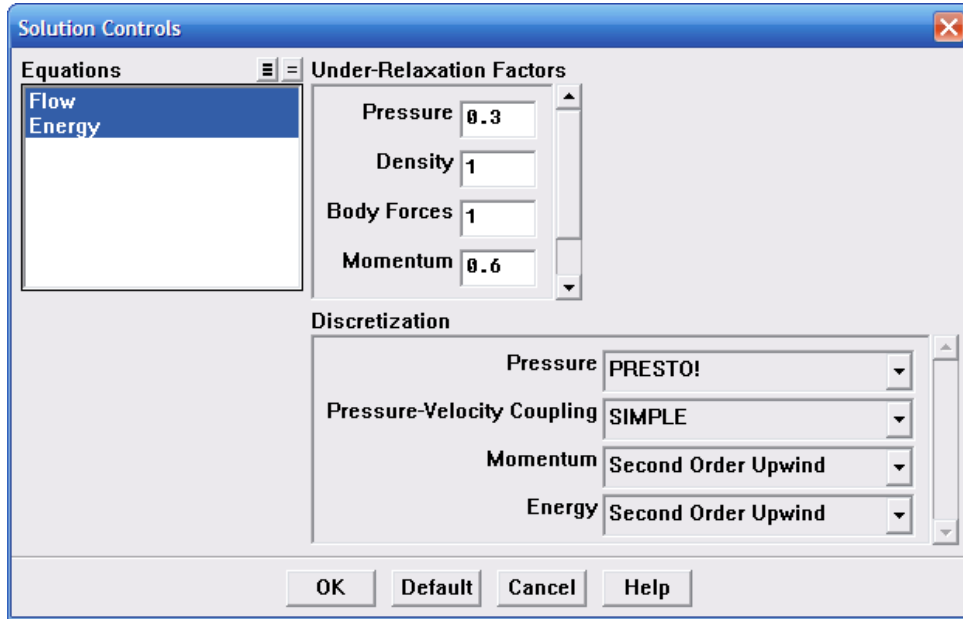 Solution Controls
Equations
Flow
Energy
Under-Relaxation Factors
Pressure 0.3
Density 1
Body Forces 1
Momentum 0.6
Discretization
Pressure PRESTO!
Pressure-Velocity Coupling SIMPLE
Momentum Second Order Upwind
Energy Second Order Upwind
OK Default Cancel Help